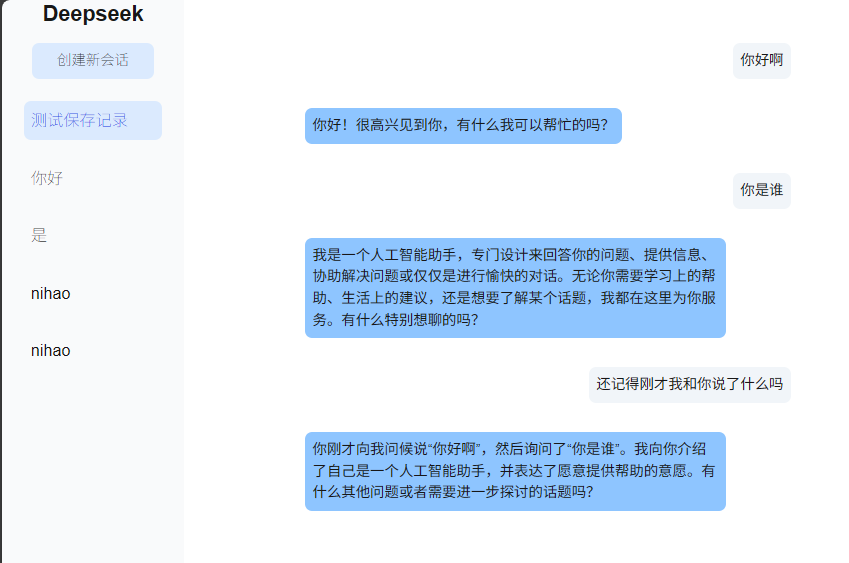 Deepseek
创建新会话
测试保存记录
你好
是
nihao
nihao
你好啊
你好！很高兴见到你，有什么我可以帮忙的吗？
你是谁
我是一个人工智能助手，专门设计来回答你的问题、提供信息、
协助解决问题或仅仅是进行愉快的对话。无论你需要学习上的帮
助、生活上的建议，还是想要了解某个话题，我都在这里为你服
务。有什么特别想聊的吗？
还记得刚才我和你说了什么吗
你刚才向我问候说“你好啊”，然后询问了“你是谁”。我向你介绍
了自己是一个人工智能助手，并表达了愿意提供帮助的意愿。有
什么其他问题或者需要进一步探讨的话题吗？